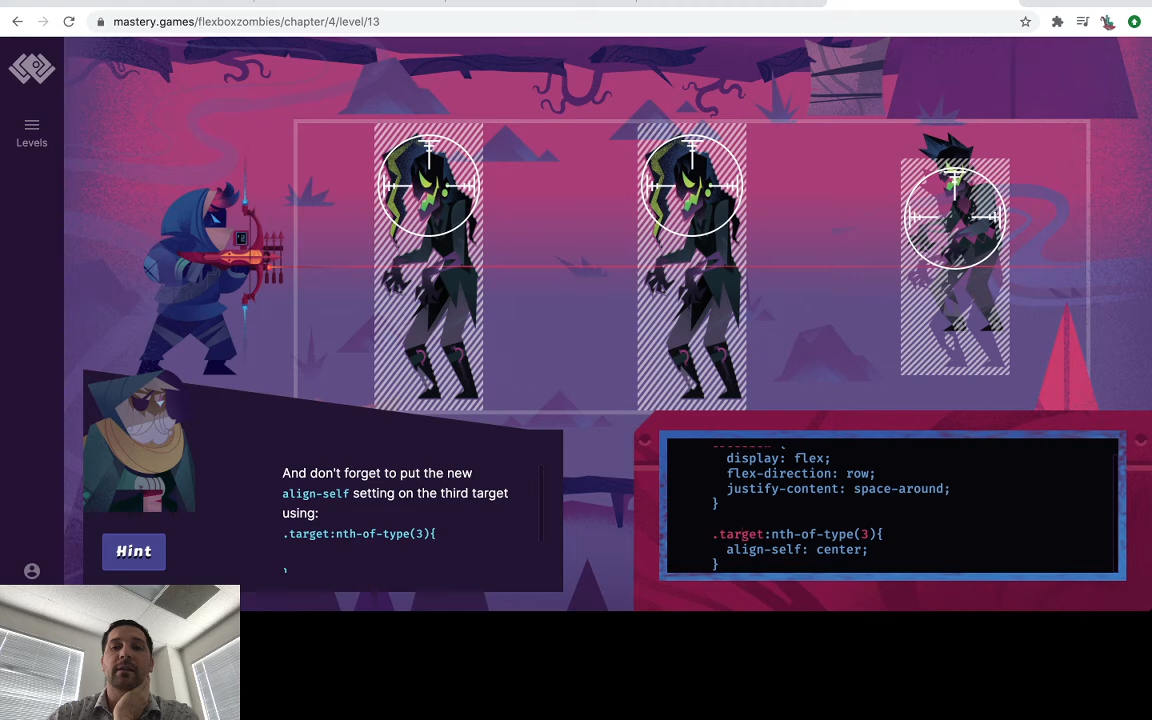 mastery.games/flexboxzombies/chapter/4/level/13
Levels
And don't forget to put the new
align-self setting on the third target
using:
.target:nth-of-type(3){
}
Hint
display: flex;
flex-direction: row;
justify-content: space-around;
}
.target:nth-of-type(3){
align-self: center;
}